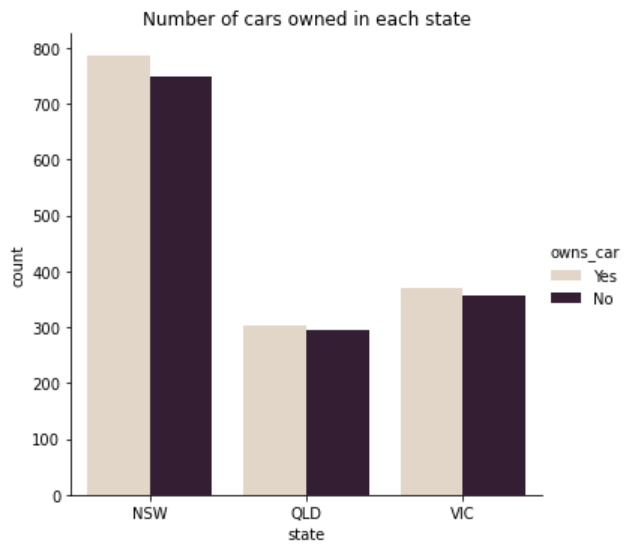 Number of cars owned in each state
800
700
600
500
400
300
200
100
0
count
NSW
QLD
VIC
state
owns_car
Yes
No